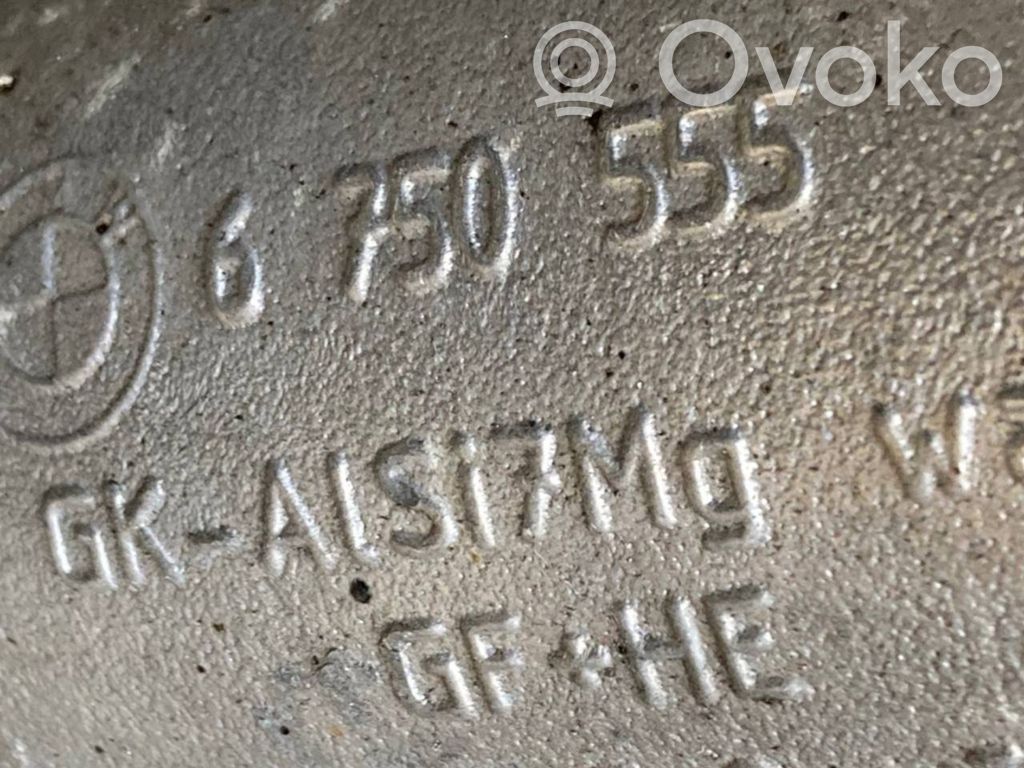 Ovoko
6 750 555
GK-AlSi7Mg W
GF+HE